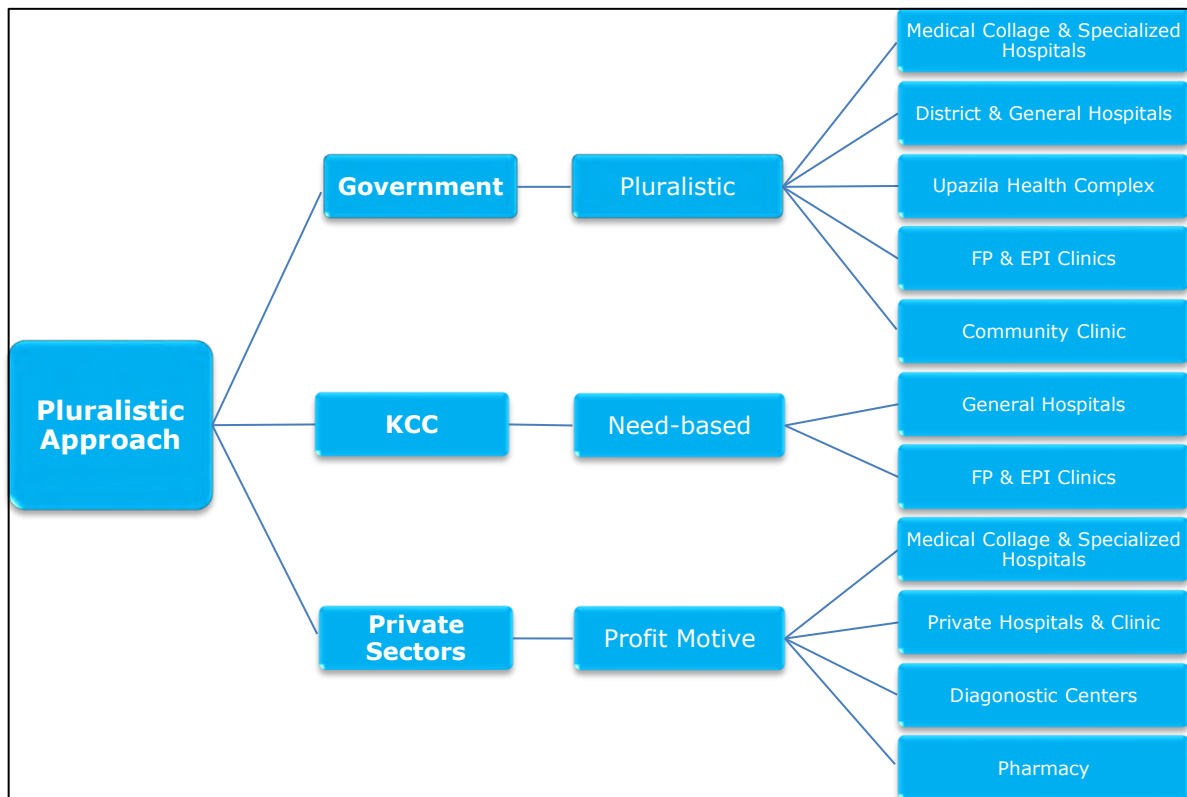 Pluralistic
Approach
Government
Pluralistic
Medical Collage & Specialized
Hospitals
District & General Hospitals
Upazila Health Complex
FP & EPI Clinics
Community Clinic
KCC
Need-based
General Hospitals
FP & EPI Clinics
Private
Sectors
Profit Motive
Medical Collage & Specialized
Hospitals
Private Hospitals & Clinic
Diagonostic Centers
Pharmacy